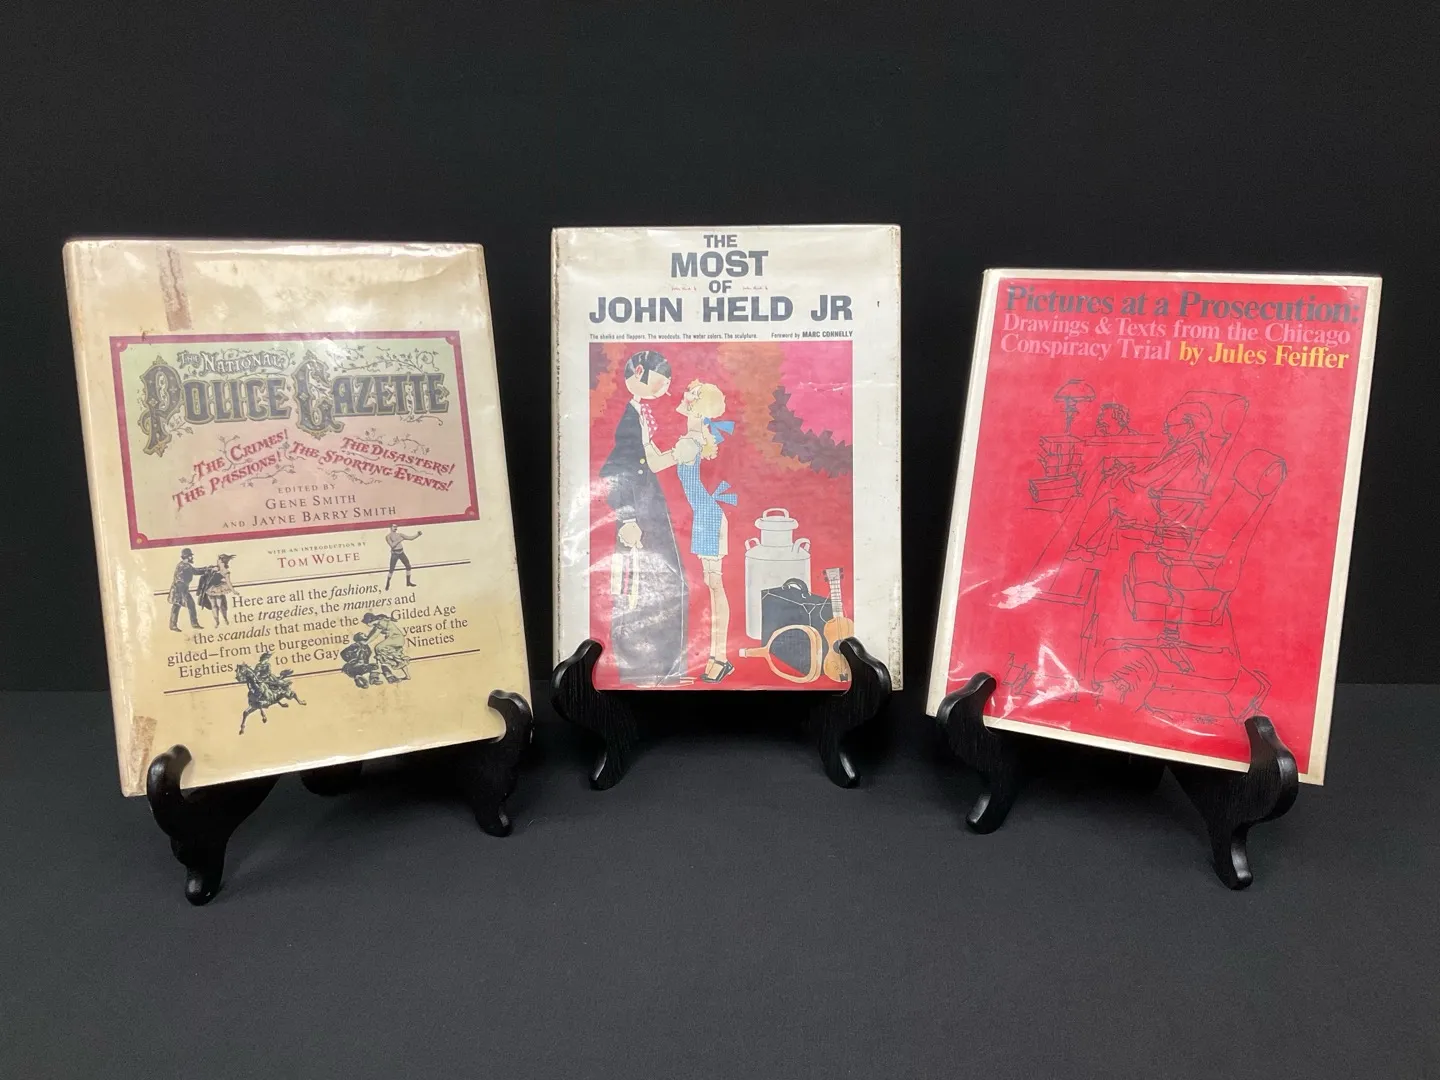 THE NATIONAL
POLICE GAZETTE
THE CRIMES! THE DISASTERS!
THE PASSIONS! THE SPORTING EVENTS!
EDITED BY
GENE SMITH
AND JAYNE BARRY SMITH
WITH AN INTRODUCTION BY
TOM WOLFE
Here are all the fashions,
the tragedies, the manners and
the scandals that made the Gilded Age
gilded—from the burgeoning years of the
Eighties to the Gay Nineties
THE
MOST
OF
JOHN HELD JR
The sheiks and flappers. The woodcuts. The water colors. The sculpture. Foreword by MARC CONNELLY
Pictures at a Prosecution:
Drawings & Texts from the Chicago
Conspiracy Trial by Jules Feiffer